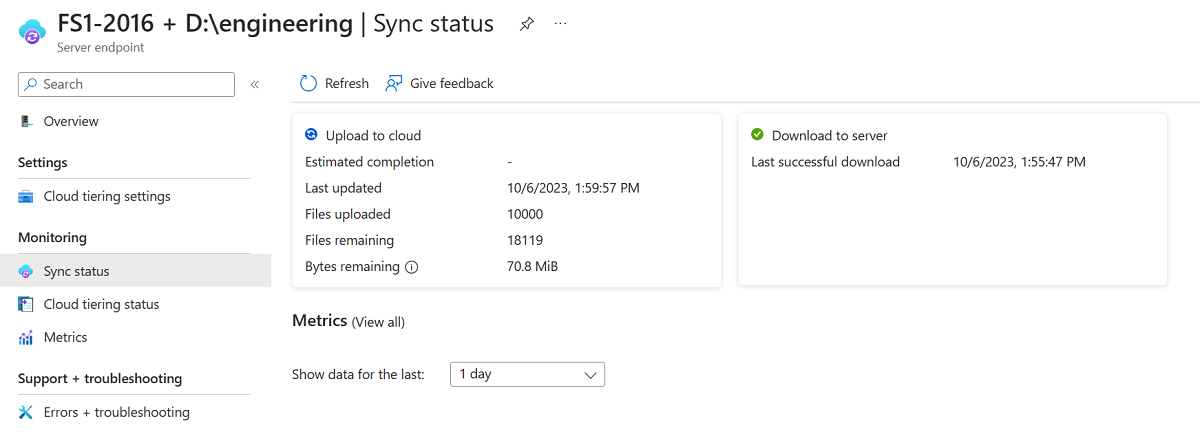 FS1-2016 + D:\engineering | Sync status
Server endpoint
Search
Overview
Settings
Cloud tiering settings
Monitoring
Sync status
Cloud tiering status
Metrics
Support + troubleshooting
Errors + troubleshooting
Refresh Give feedback
Upload to cloud
Estimated completion -
Last updated 10/6/2023, 1:59:57 PM
Files uploaded 10000
Files remaining 18119
Bytes remaining 70.8 MiB
Download to server
Last successful download 10/6/2023, 1:55:47 PM
Metrics (View all)
Show data for the last: 1 day